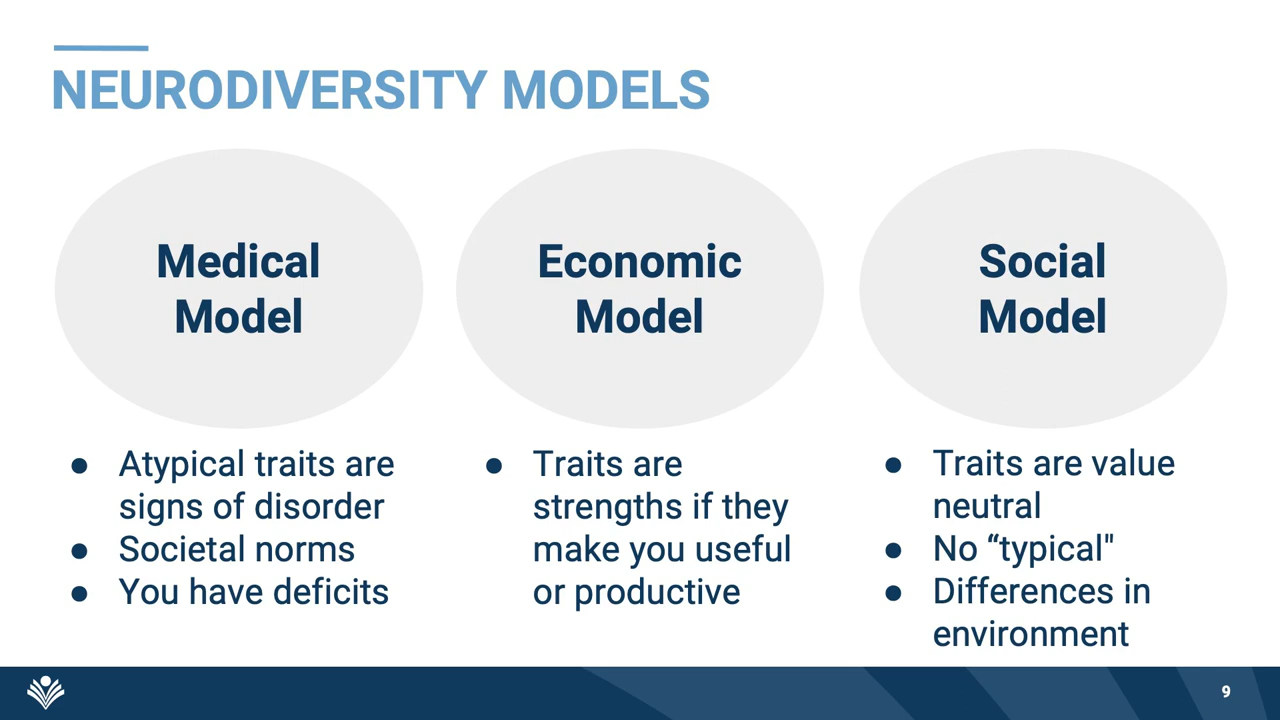 NEURODIVERSITY MODELS
Medical
Model
Economic
Model
Social
Model
● Atypical traits are
signs of disorder
● Societal norms
● You have deficits
● Traits are
strengths if they
make you useful
or productive
● Traits are value
neutral
● No “typical"
● Differences in
environment
9